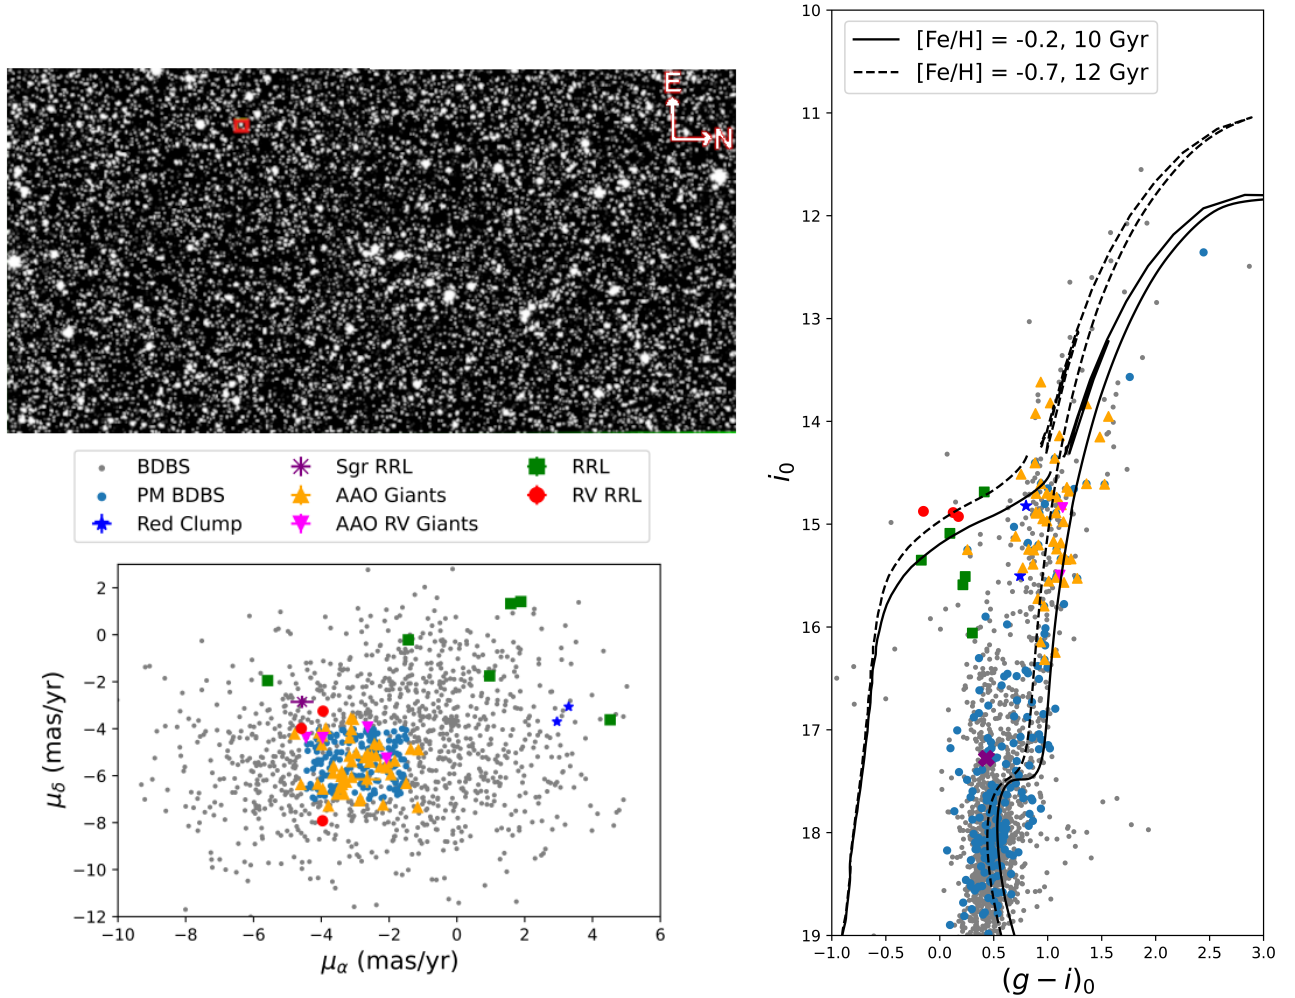 E
N
BDBS
PM BDBS
Red Clump
Sgr RRL
AAO Giants
AAO RV Giants
RRL
RV RRL
2
0
−2
−4
−6
−8
−10
−12
μδ (mas/yr)
−10 −8 −6 −4 −2 0 2 4 6
μα (mas/yr)
[Fe/H] = -0.2, 10 Gyr
[Fe/H] = -0.7, 12 Gyr
10
11
12
13
14
15
16
17
18
19
i0
−1.0 −0.5 0.0 0.5 1.0 1.5 2.0 2.5 3.0
(g − i)0